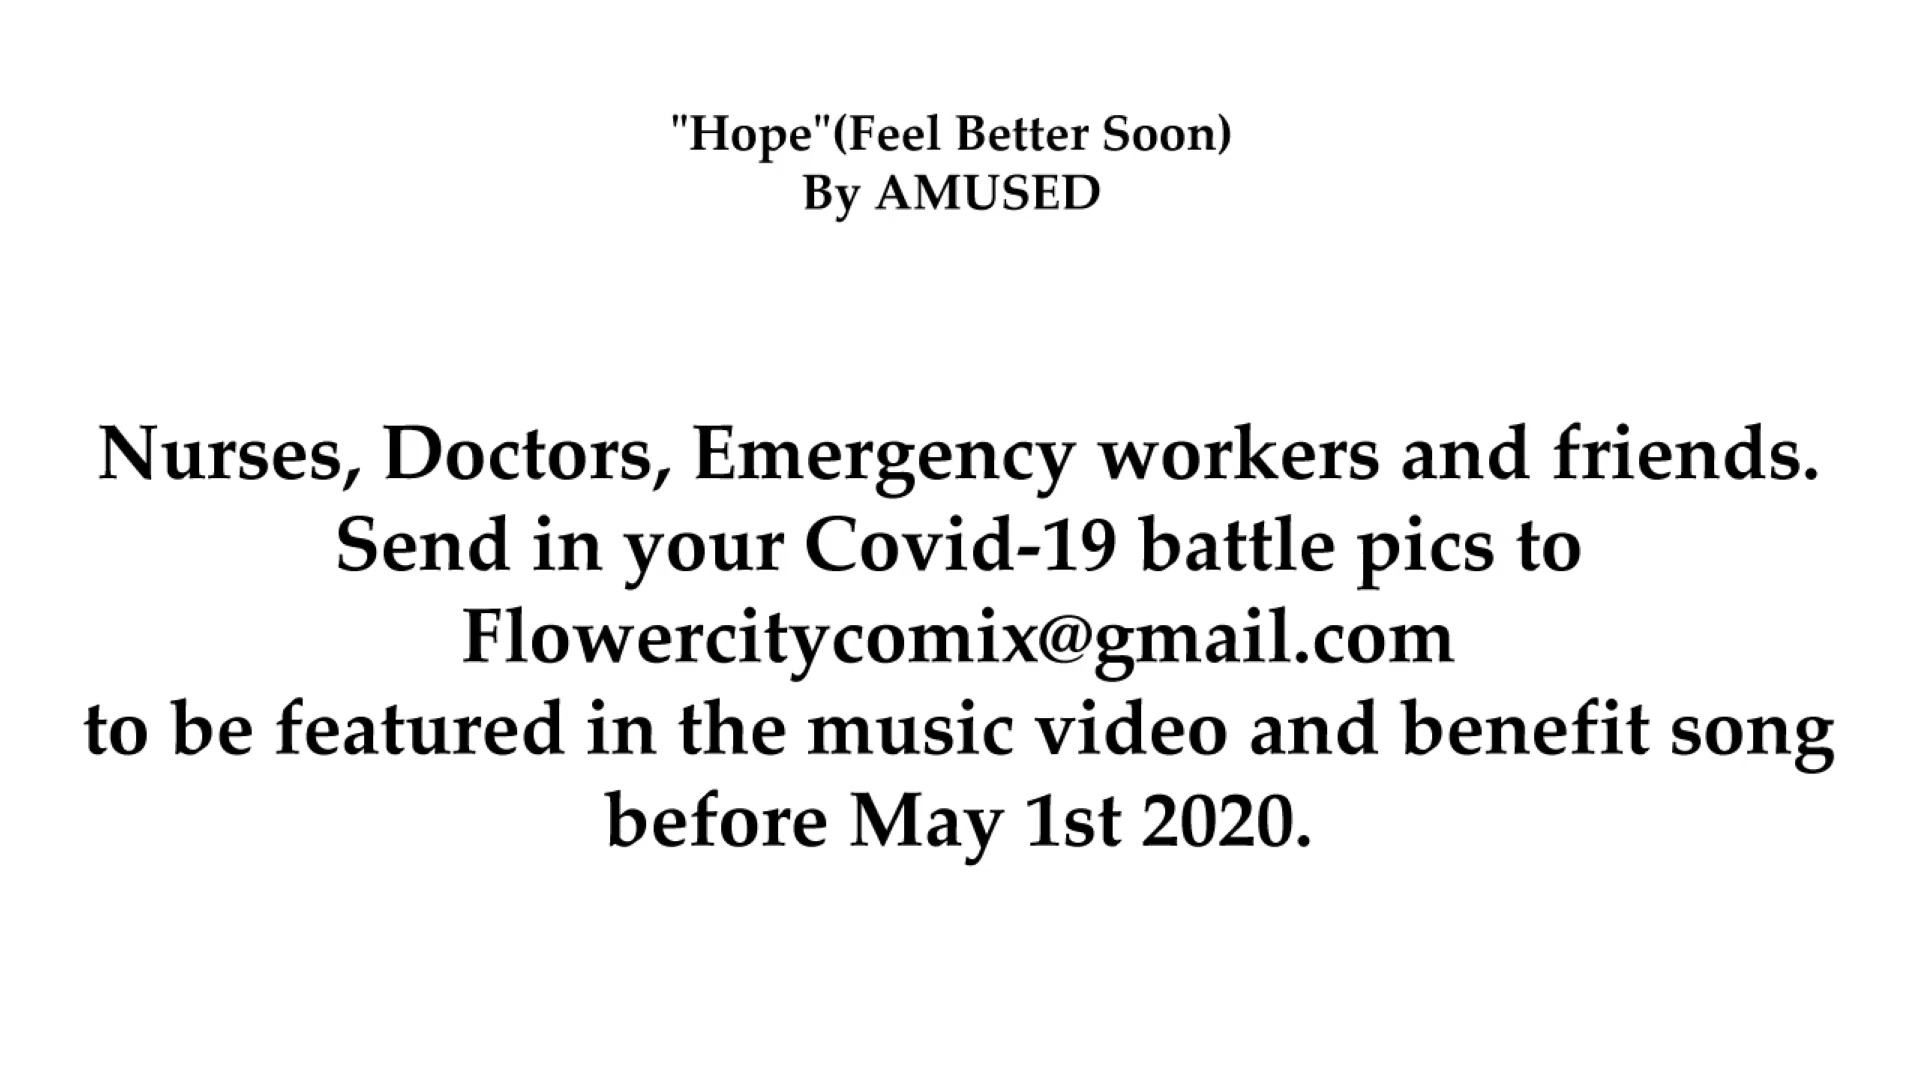 "Hope"(Feel Better Soon)
By AMUSED
Nurses, Doctors, Emergency workers and friends.
Send in your Covid-19 battle pics to
Flowercitycomix@gmail.com
to be featured in the music video and benefit song
before May 1st 2020.